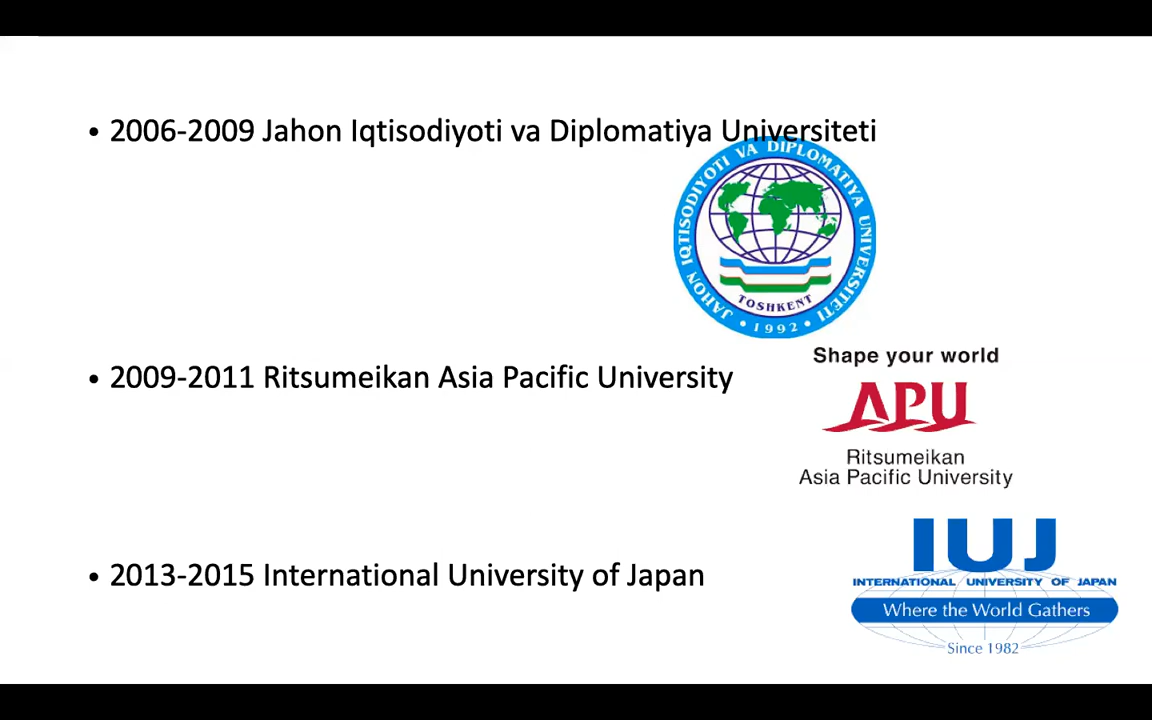 • 2006-2009 Jahon Iqtisodiyoti va Diplomatiya Universiteti
JAHON IQTISODIYOTI VA DIPLOMATIYA UNIVERSITETI
TOSHKENT
• 1992 •
Shape your world
APU
• 2009-2011 Ritsumeikan Asia Pacific University
Ritsumeikan
Asia Pacific University
IUJ
• 2013-2015 International University of Japan
INTERNATIONAL UNIVERSITY OF JAPAN
Where the World Gathers
Since 1982